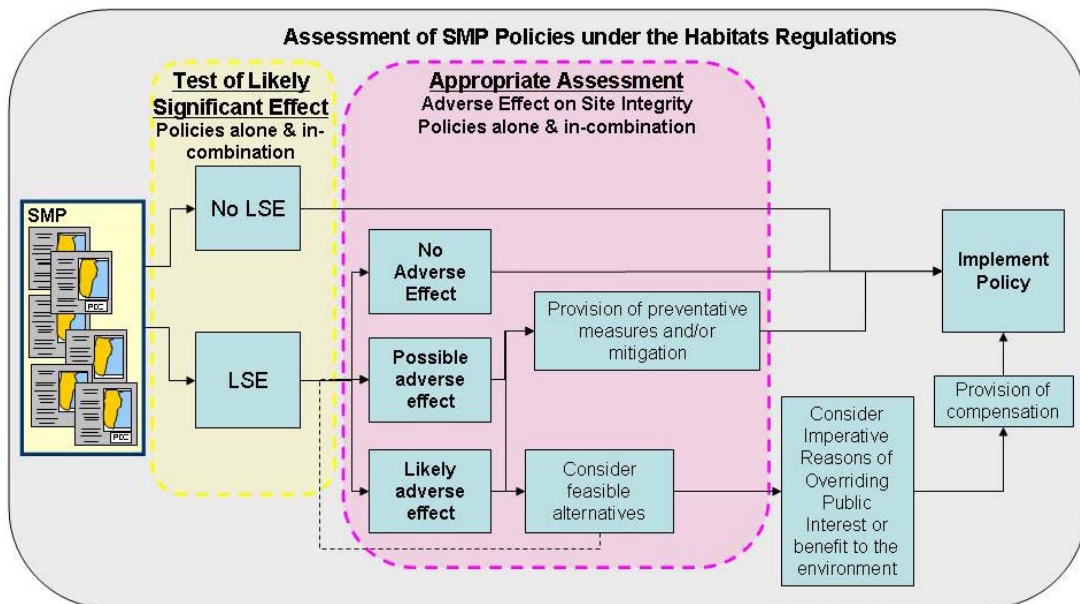 Assessment of SMP Policies under the Habitats Regulations
Test of Likely
Significant Effect
Policies alone & in-
combination
Appropriate Assessment
Adverse Effect on Site Integrity
Policies alone & in-combination
SMP
PDC
PDC
No LSE
LSE
No
Adverse
Effect
Possible
adverse
effect
Likely
adverse
effect
Provision of preventative
measures and/or
mitigation
Consider
feasible
alternatives
Consider
Imperative
Reasons of
Overriding
Public
Interest or
benefit to the
environment
Provision of
compensation
Implement
Policy